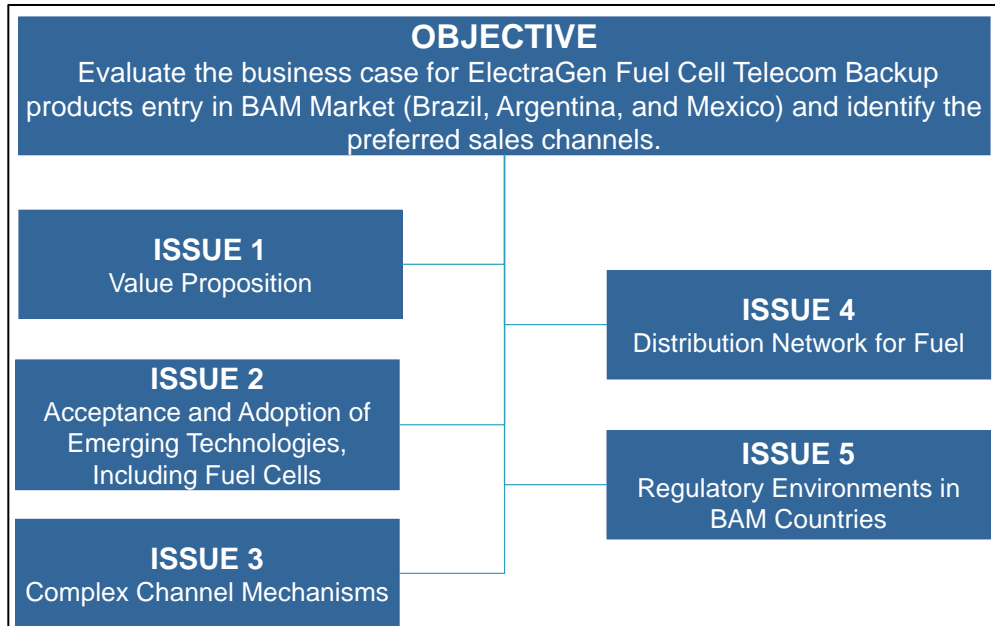 OBJECTIVE
Evaluate the business case for ElectraGen Fuel Cell Telecom Backup
products entry in BAM Market (Brazil, Argentina, and Mexico) and identify the
preferred sales channels.
ISSUE 1
Value Proposition
ISSUE 2
Acceptance and Adoption of
Emerging Technologies,
Including Fuel Cells
ISSUE 3
Complex Channel Mechanisms
ISSUE 4
Distribution Network for Fuel
ISSUE 5
Regulatory Environments in
BAM Countries